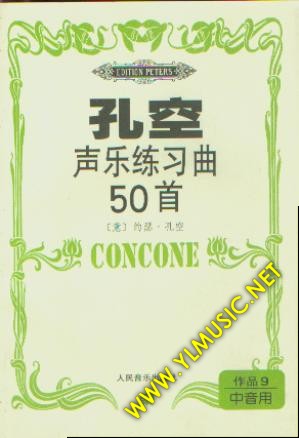 EDITION PETERS
孔空
声乐练习曲
50首
〔意〕约瑟·孔空
CONCONE
WWW.YLMUSIC.NET
人民音乐
作品9
中音用